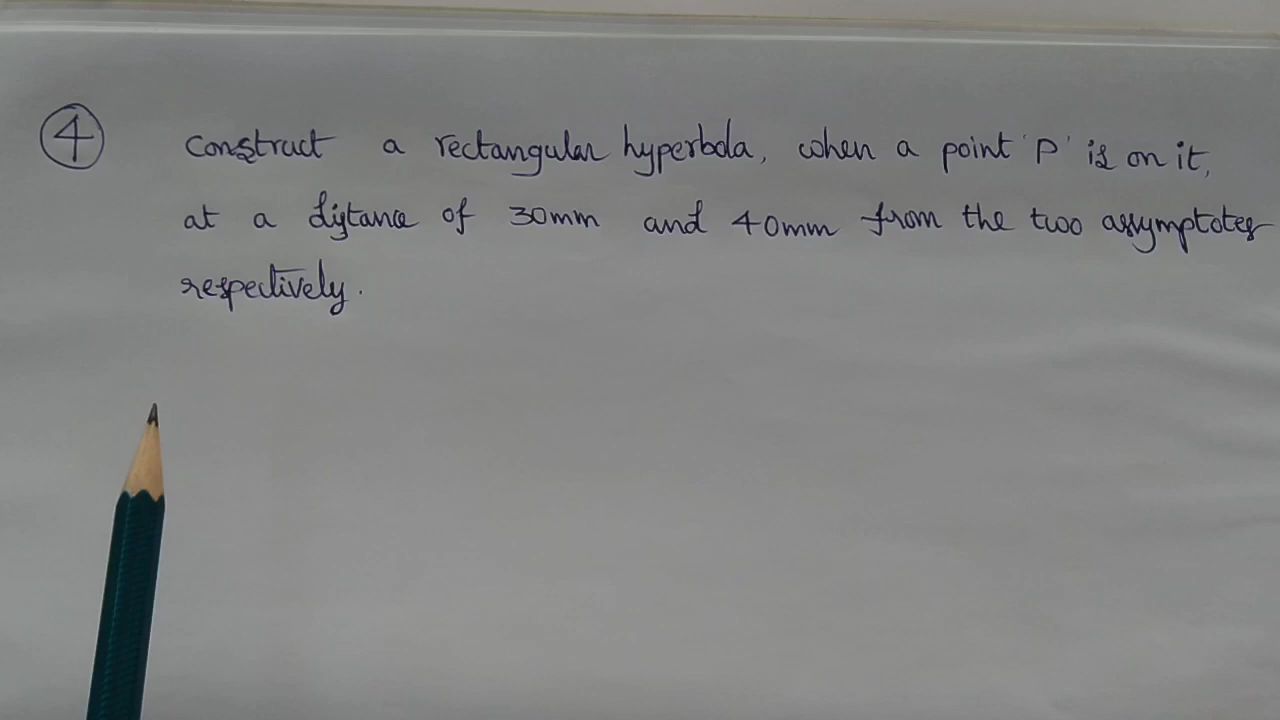 4 Construct a rectangular hyperbola, when a point 'P' is on it,
at a distance of 30mm and 40mm from the two assymptotes
respectively.